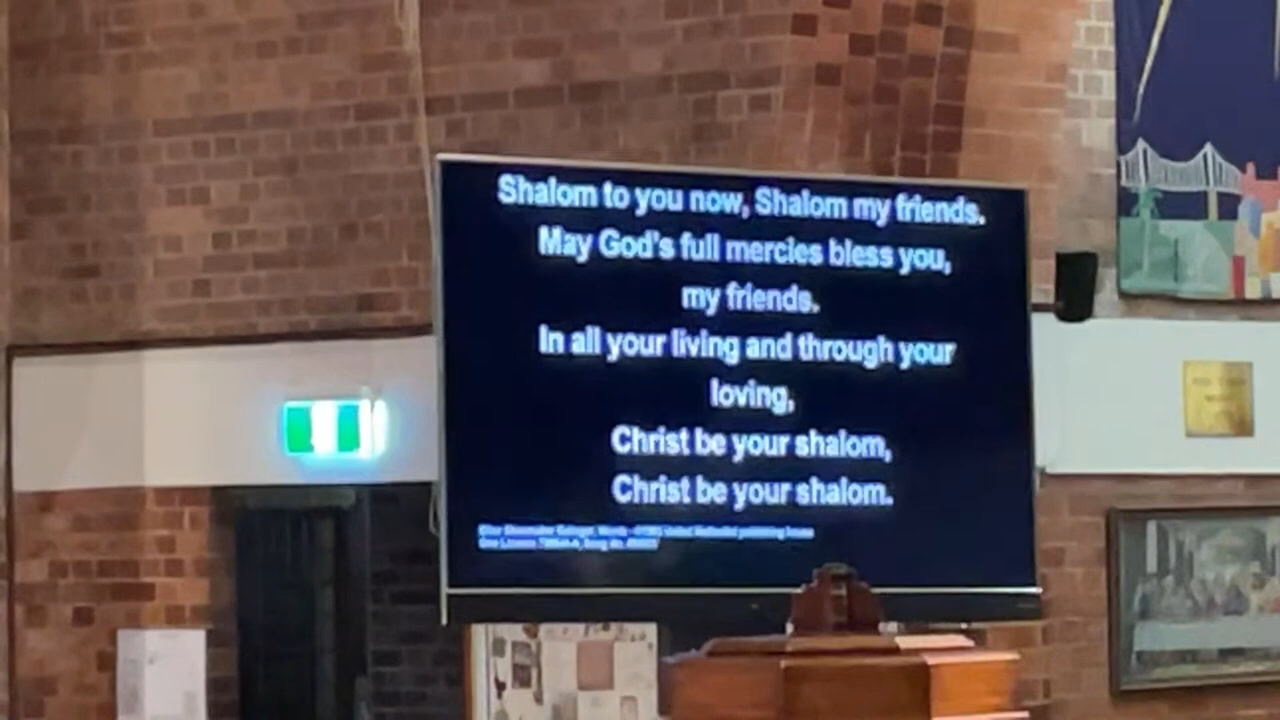 Shalom to you now, Shalom my friends.
May God's full mercies bless you,
my friends.
In all your living and through your
loving,
Christ be your shalom,
Christ be your shalom.